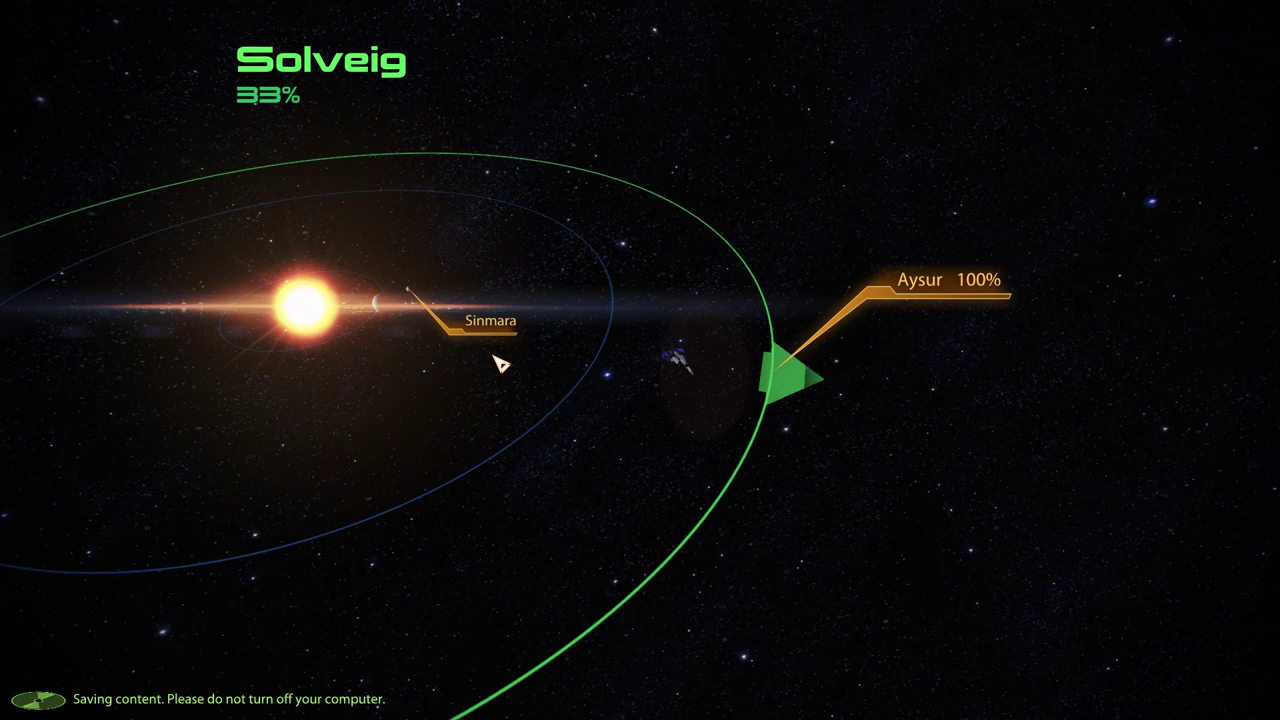 Solveig
33%
Aysur 100%
Sinmara
Saving content. Please do not turn off your computer.